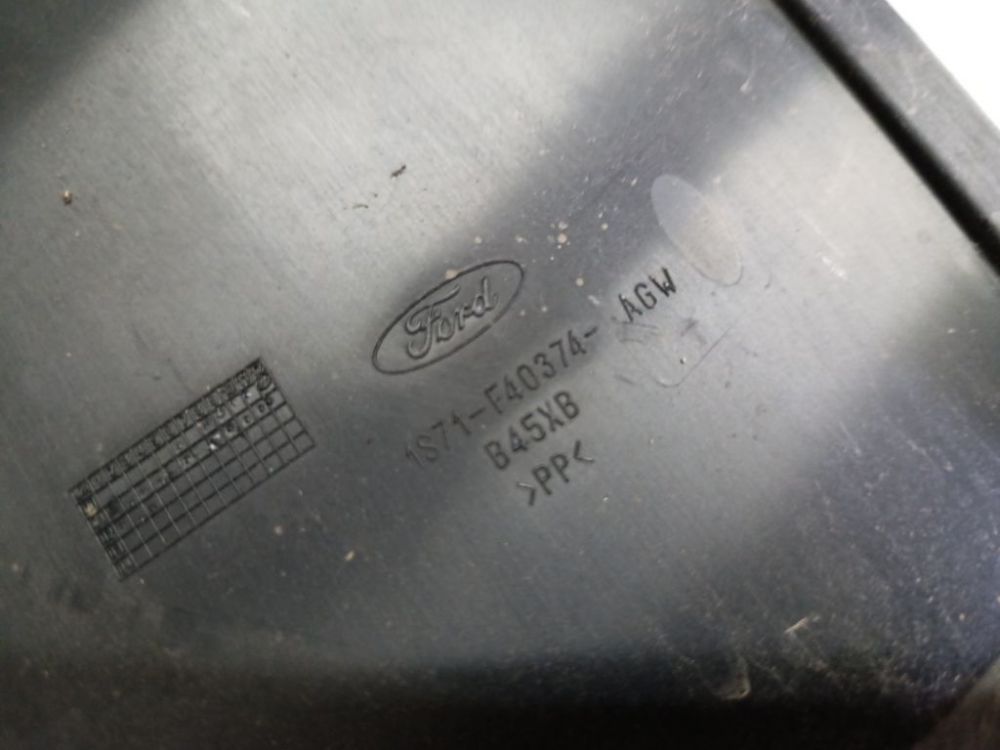 Ford
1S71-F40374- AGW
B45XB
>PP<